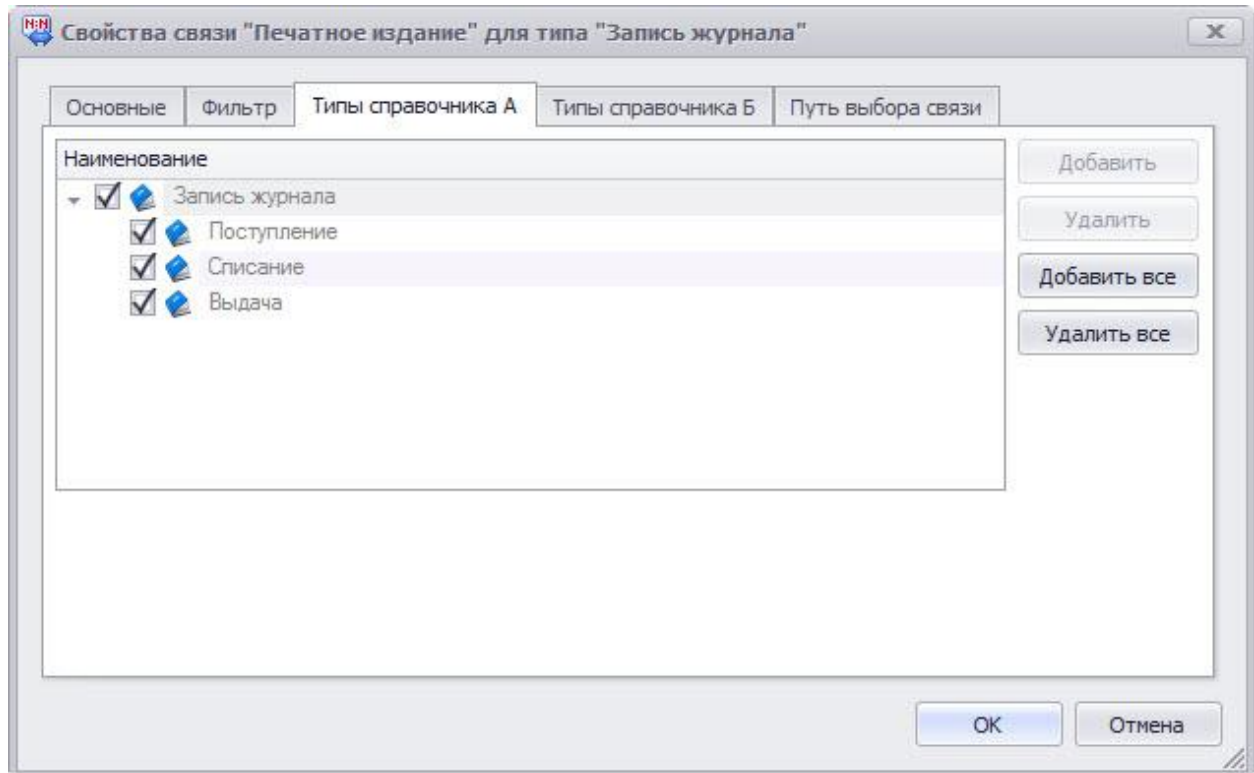 N:N
Свойства связи "Печатное издание" для типа "Запись журнала"
Основные Фильтр Типы справочника А Типы справочника Б Путь выбора связи
Наименование
Запись журнала
Поступление
Списание
Выдача
Добавить
Удалить
Добавить все
Удалить все
ОК Отмена